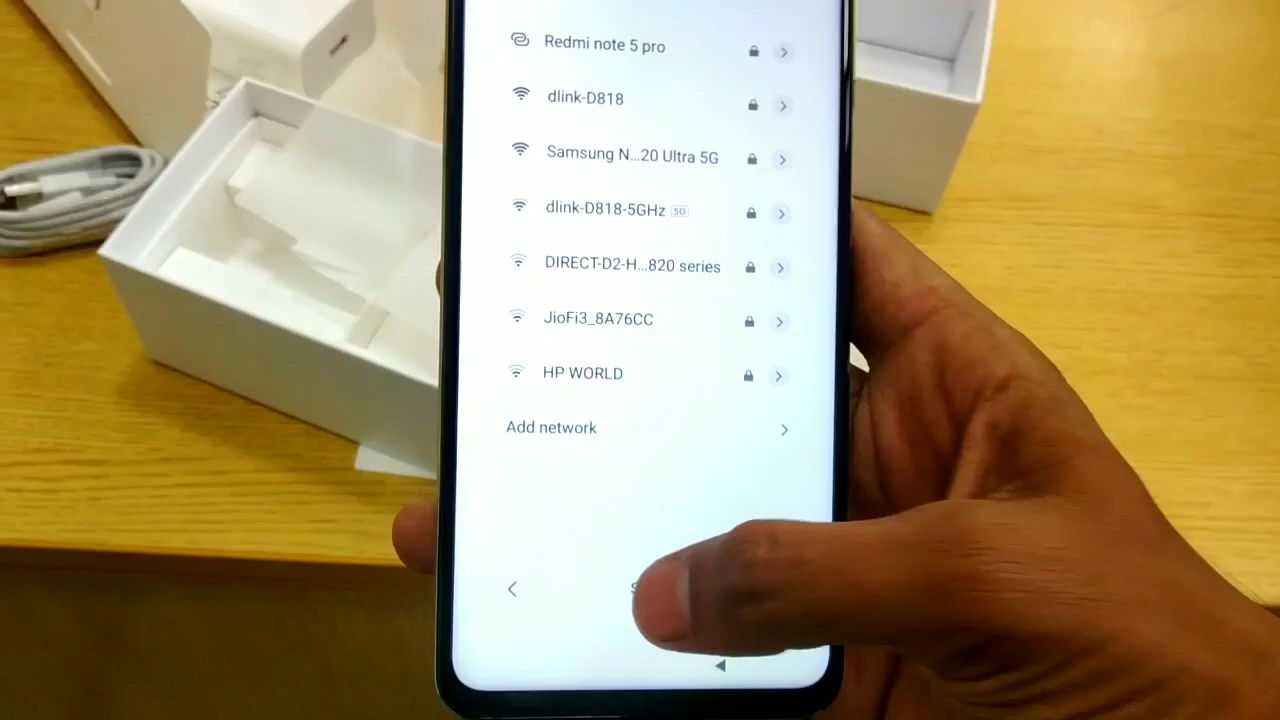 Redmi note 5 pro
dlink-D818
Samsung N...20 Ultra 5G
dlink-D818-5GHz 5G
DIRECT-D2-H...820 series
JioFi3_8A76CC
HP WORLD
Add network